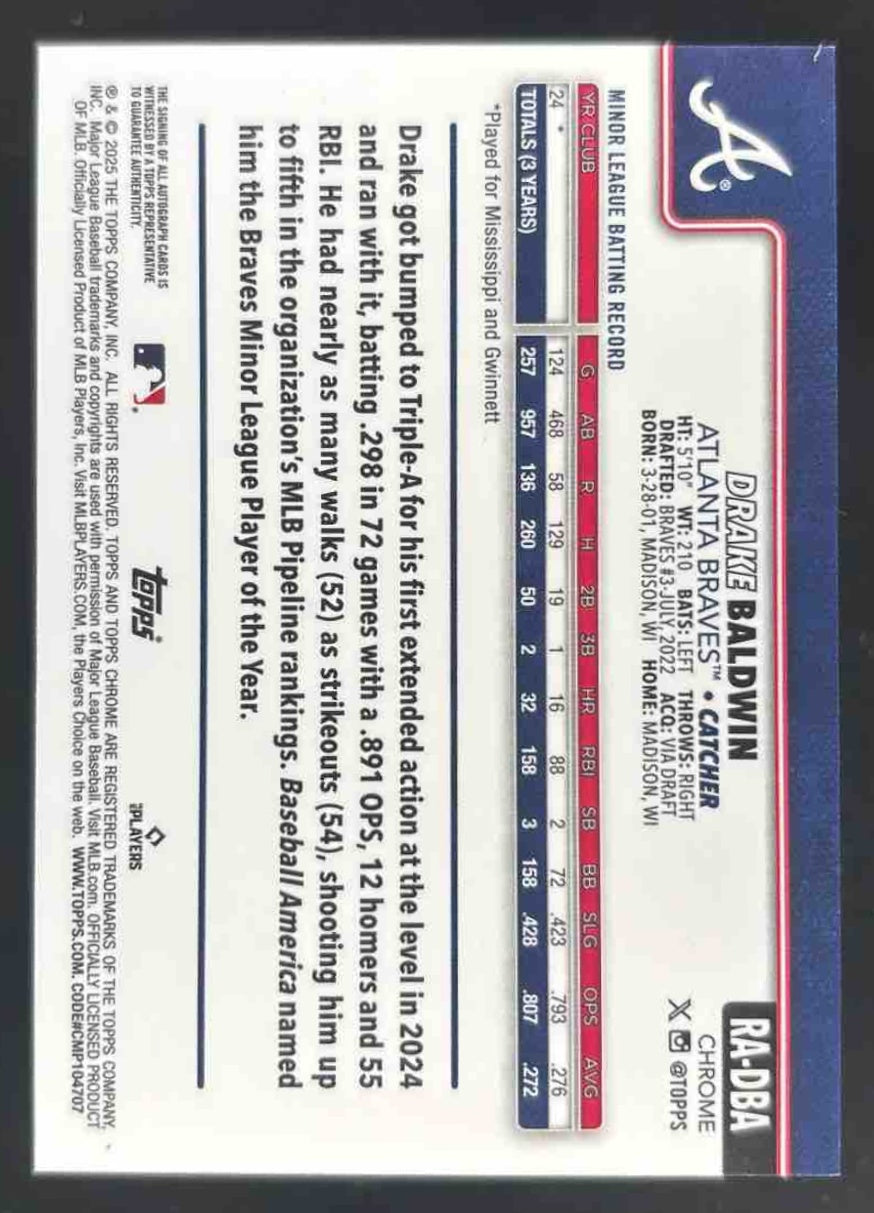 RA-DBA
CHROME
X @TOPPS
A®
DRAKE BALDWIN
ATLANTA BRAVES™ • CATCHER
HT: 5'10" WT: 210 BATS: LEFT THROWS: RIGHT
DRAFTED: BRAVES #3-JULY, 2022 ACQ: VIA DRAFT
BORN: 3-28-01, MADISON, WI HOME: MADISON, WI
MINOR LEAGUE BATTING RECORD
YR CLUB G AB R H 2B 3B HR RBI SB BB SLG OPS AVG
24 * 124 468 58 129 19 1 16 88 2 72 .423 .793 .276
TOTALS (3 YEARS) 257 957 136 260 50 2 32 158 3 158 .428 .807 .272
*Played for Mississippi and Gwinnett
Drake got bumped to Triple-A for his first extended action at the level in 2024
and ran with it, batting .298 in 72 games with a .891 OPS, 12 homers and 55
RBI. He had nearly as many walks (52) as strikeouts (54), shooting him up
to fifth in the organization's MLB Pipeline rankings. Baseball America named
him the Braves Minor League Player of the Year.
THE SIGNING OF ALL AUTOGRAPH CARDS IS
WITNESSED BY A TOPPS REPRESENTATIVE
TO GUARANTEE AUTHENTICITY.
topps
MLB PLAYERS
® & © 2025 THE TOPPS COMPANY, INC. ALL RIGHTS RESERVED. TOPPS AND TOPPS CHROME ARE REGISTERED TRADEMARKS OF THE TOPPS COMPANY,
INC. Major League Baseball trademarks and copyrights are used with permission of Major League Baseball. Visit MLB.com. OFFICIALLY LICENSED PRODUCT
OF MLB. Officially Licensed Product of MLB Players, Inc. Visit MLBPLAYERS.COM, the Players Choice on the web. WWW.TOPPS.COM. CODE#CMP104707